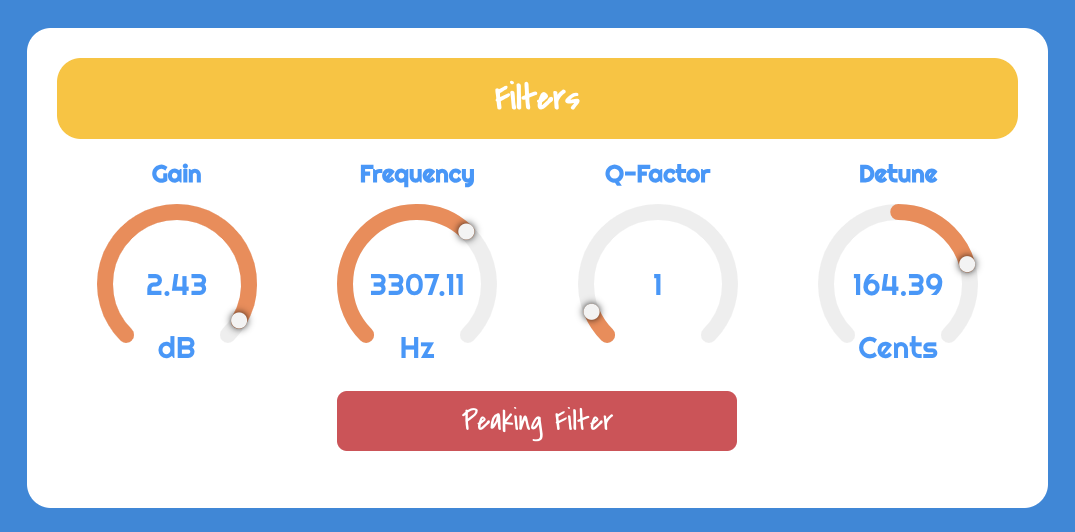 Filters
Gain
Frequency
Q-Factor
Detune
2.43
3307.11
1
164.39
dB
Hz
Cents
Peaking Filter